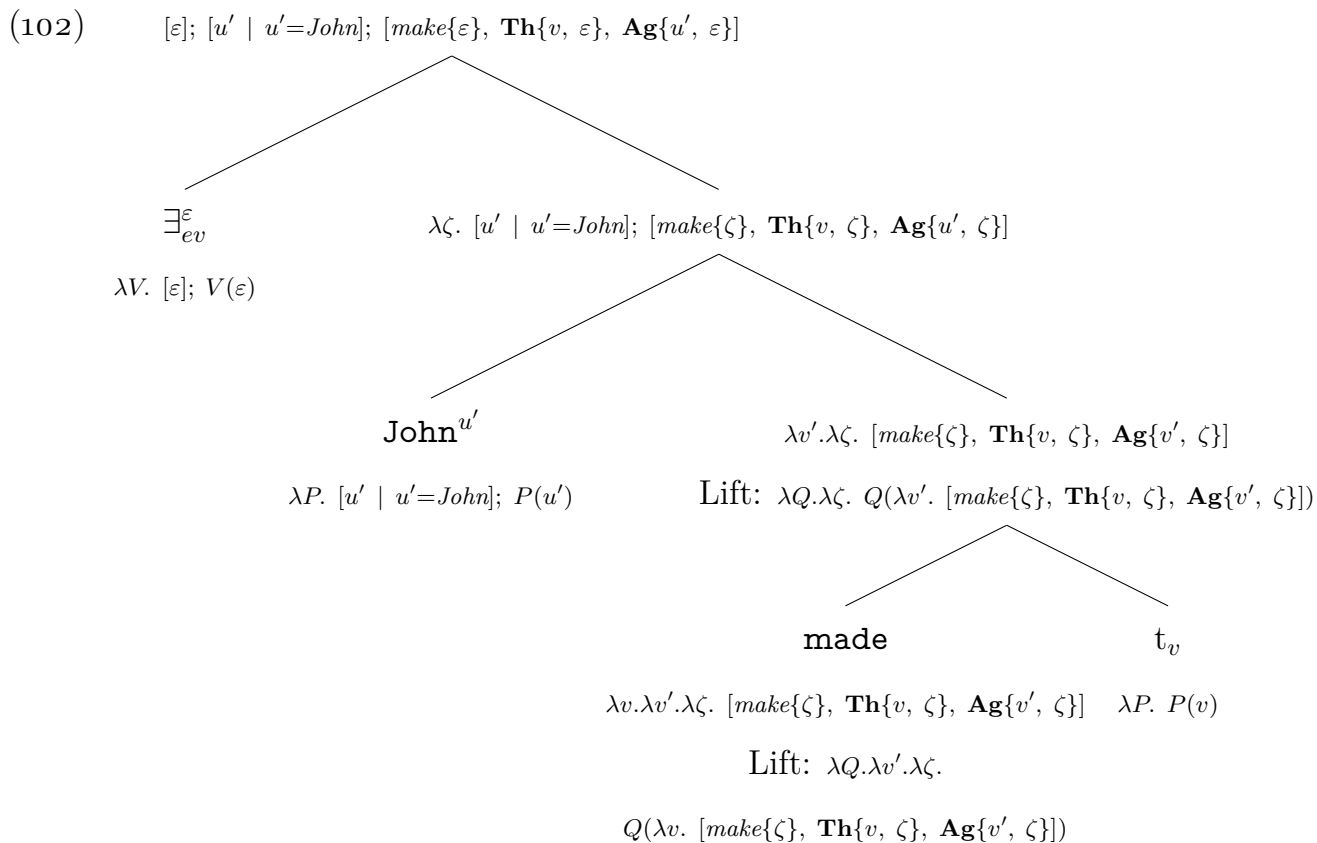 (102) [ε]; [u′ | u′=John]; [make{ε}, Th{v, ε}, Ag{u′, ε}]
∃ᵉᵥ λζ. [u′ | u′=John]; [make{ζ}, Th{v, ζ}, Ag{u′, ζ}]
λV. [ε]; V(ε)
John^{u′} λv′.λζ. [make{ζ}, Th{v, ζ}, Ag{v′, ζ}]
λP. [u′ | u′=John]; P(u′) Lift: λQ.λζ. Q(λv′. [make{ζ}, Th{v, ζ}, Ag{v′, ζ}])
made t_v
λv.λv′.λζ. [make{ζ}, Th{v, ζ}, Ag{v′, ζ}] λP. P(v)
Lift: λQ.λv′.λζ.
Q(λv. [make{ζ}, Th{v, ζ}, Ag{v′, ζ}])